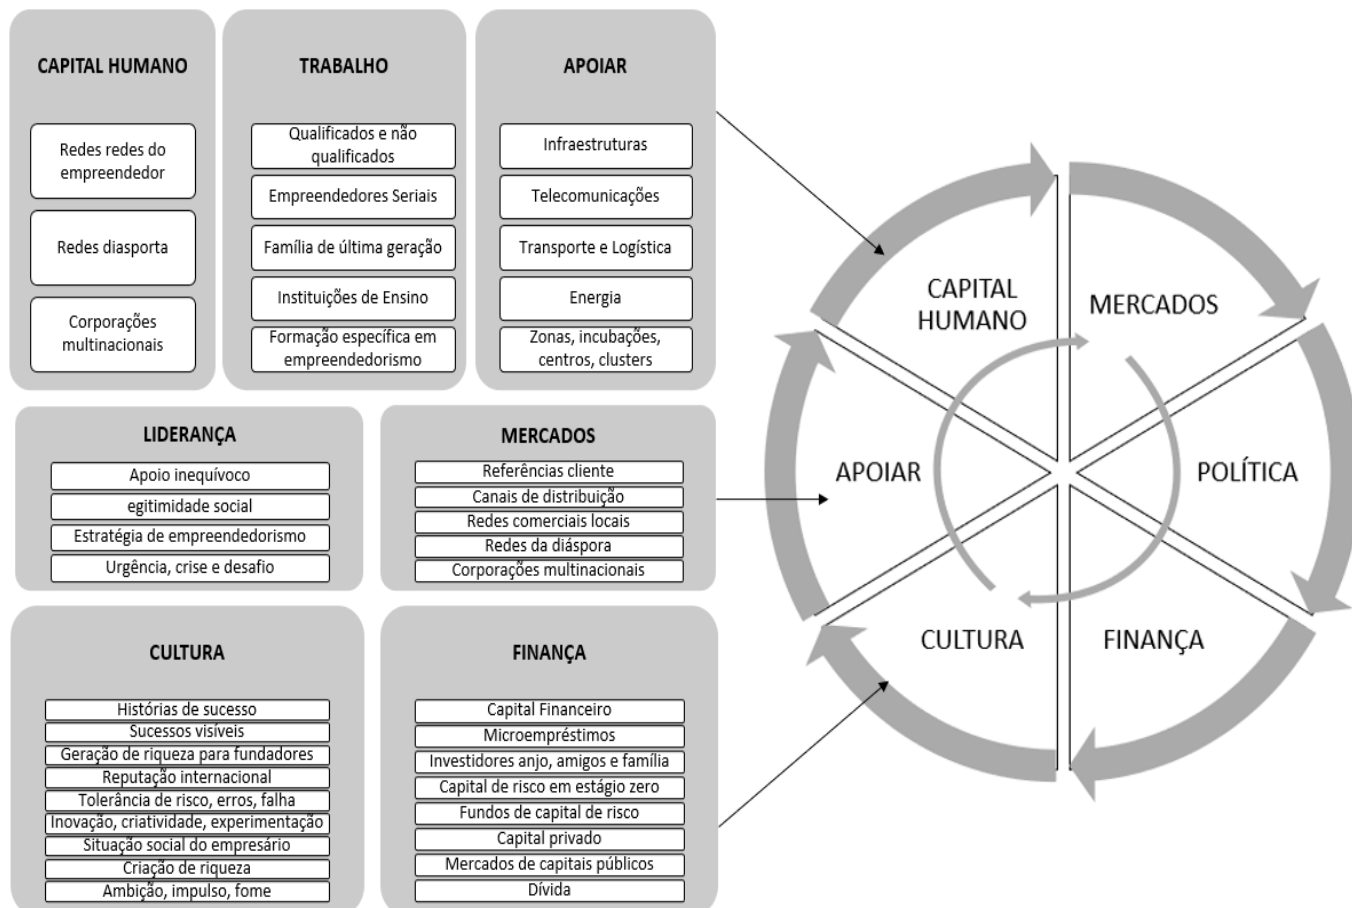 CAPITAL HUMANO
Redes redes do
empreendedor
Redes diasporta
Corporações
multinacionais
TRABALHO
Qualificados e não
qualificados
Empreendedores Seriais
Família de última geração
Instituições de Ensino
Formação específica em
empreendedorismo
APOIAR
Infraestruturas
Telecomunicações
Transporte e Logística
Energia
Zonas, incubações,
centros, clusters
LIDERANÇA
Apoio inequívoco
egitimidade social
Estratégia de empreendedorismo
Urgência, crise e desafio
MERCADOS
Referências cliente
Canais de distribuição
Redes comerciais locais
Redes da diáspora
Corporações multinacionais
CULTURA
Histórias de sucesso
Sucessos visíveis
Geração de riqueza para fundadores
Reputação internacional
Tolerância de risco, erros, falha
Inovação, criatividade, experimentação
Situação social do empresário
Criação de riqueza
Ambição, impulso, fome
FINANÇA
Capital Financeiro
Microempréstimos
Investidores anjo, amigos e família
Capital de risco em estágio zero
Fundos de capital de risco
Capital privado
Mercados de capitais públicos
Dívida
CAPITAL
HUMANO
MERCADOS
APOIAR
POLÍTICA
CULTURA
FINANÇA